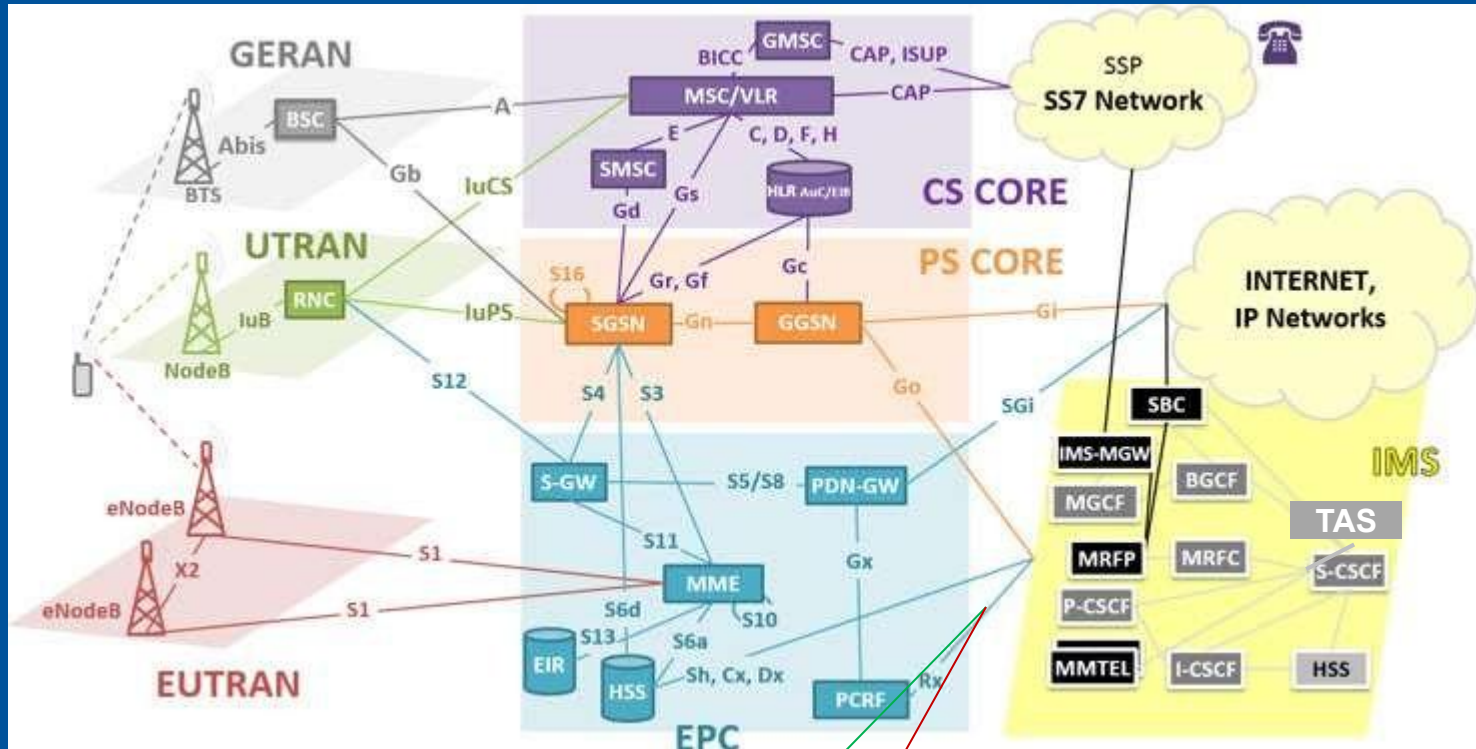 GERAN
BSC
Abis
BTS
A
Gb
IuCS
UTRAN
RNC
IuB
NodeB
IuPS
S12
eNodeB
X2
eNodeB
S1
S1
EUTRAN
GMSC
BICC
CAP, ISUP
MSC/VLR
CAP
E
C, D, F, H
SMSC
Gs
HLR AuC/EIR
Gd
CS CORE
PS CORE
S16
Gr, Gf
Gc
SGSN
Gn
GGSN
Gi
Go
S4
S3
SGi
S-GW
S5/S8
PDN-GW
S11
MME
Gx
S10
S6d
S13
S6a
EIR
HSS
Sh, Cx, Dx
PCRF
Rx
EPC
SSP
SS7 Network
INTERNET,
IP Networks
SBC
IMS-MGW
IMS
BGCF
MGCF
TAS
MRFP
MRFC
S-CSCF
P-CSCF
MMTEL
I-CSCF
HSS